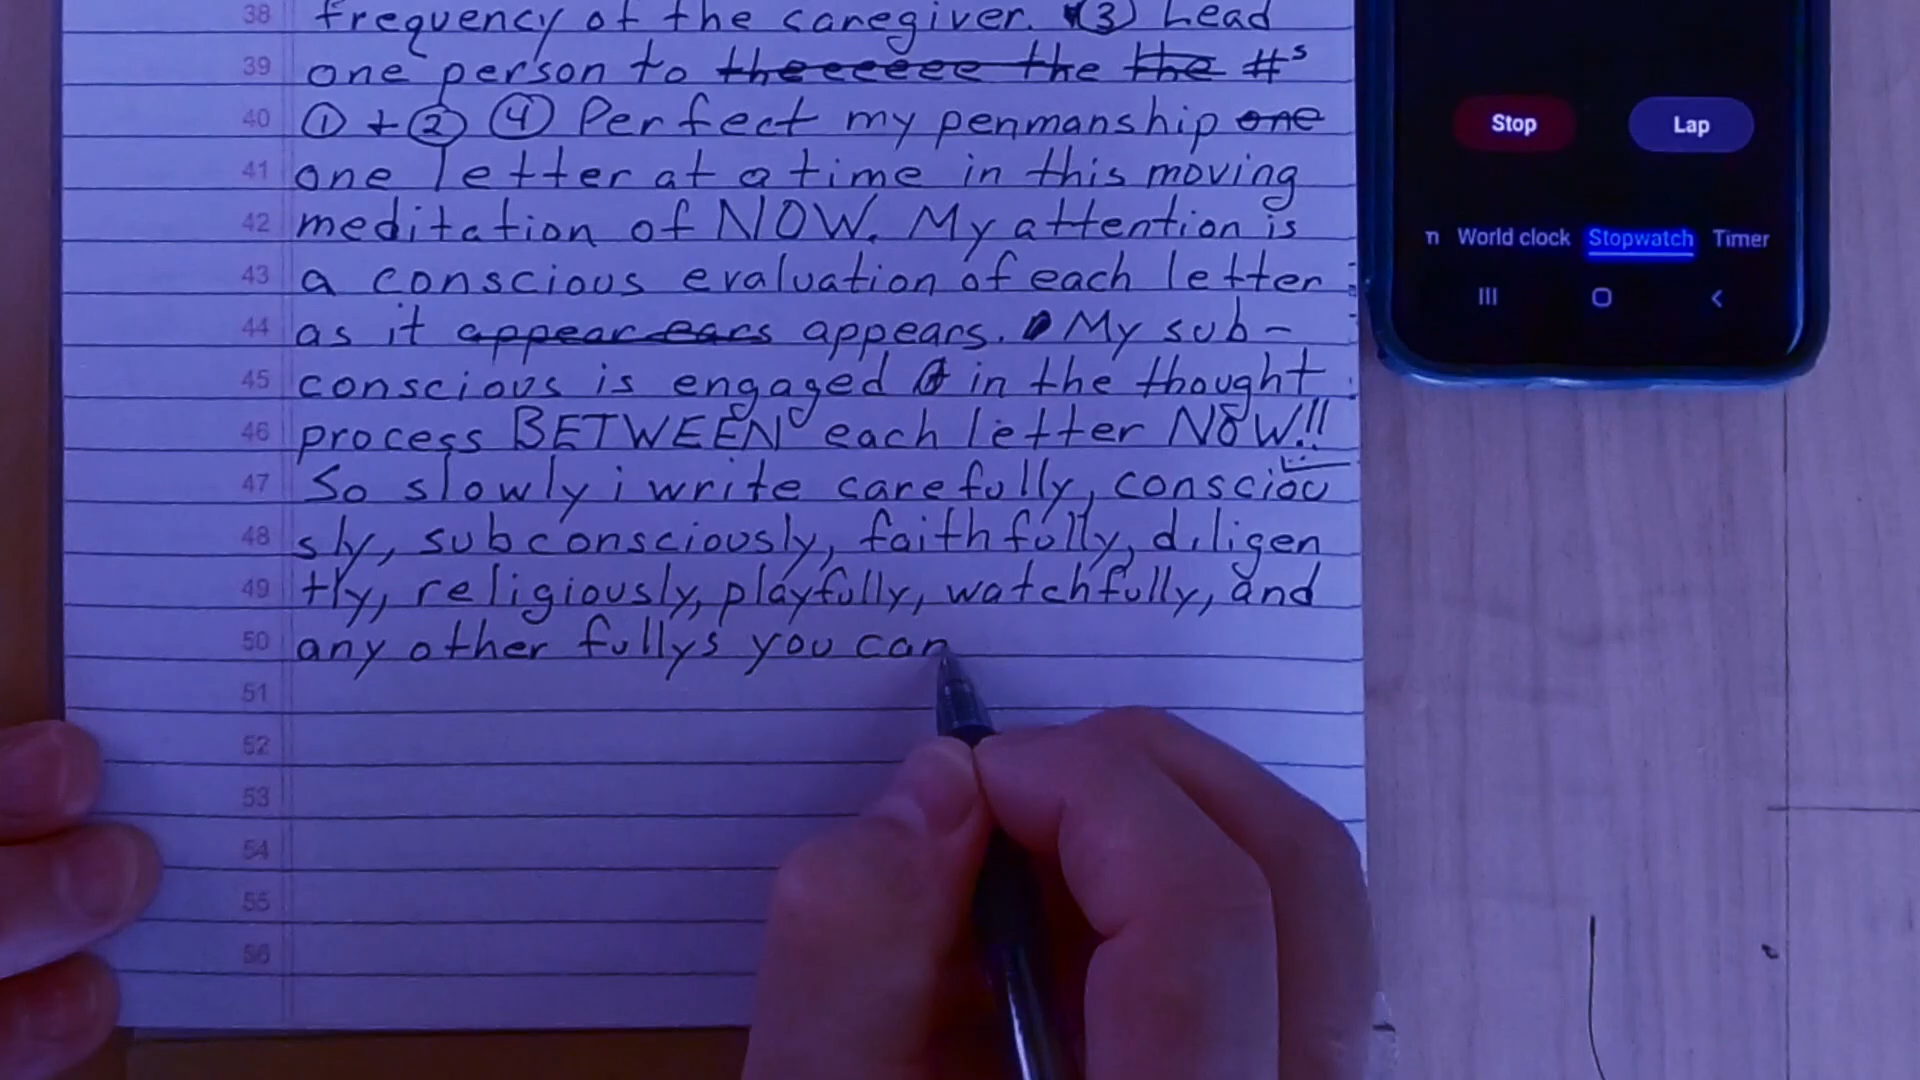 38 frequency of the caregiver. (3) Lead
39 one person to theeeeee the the #s
40 (1) + (2) (4) Perfect my penmanship one
41 one letter at a time in this moving
42 meditation of NOW. My attention is
43 a conscious evaluation of each letter
44 as it appear ears appears. My sub-
45 conscious is engaged in the thought
46 process BETWEEN each letter NOW!!
47 So slowly i write carefully, consciou
48 sly, subconsciously, faithfully, diligen
49 tly, religiously, playfully, watchfully, and
50 any other fullys you can
51
52
53
54
55
56
Stop Lap
n World clock Stopwatch Timer